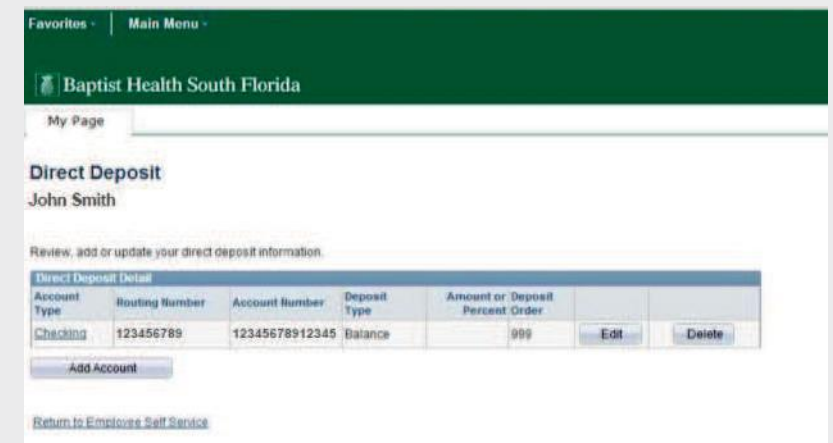 Favorites
Main Menu
Baptist Health South Florida
My Page
Direct Deposit
John Smith
Review, add or update your direct deposit information.
Direct Deposit Detail
Account Type Routing Number Account Number Deposit Type Amount or Percent Deposit Order
Checking 123456789 12345678912345 Balance 999 Edit Delete
Add Account
Return to Employee Self Service